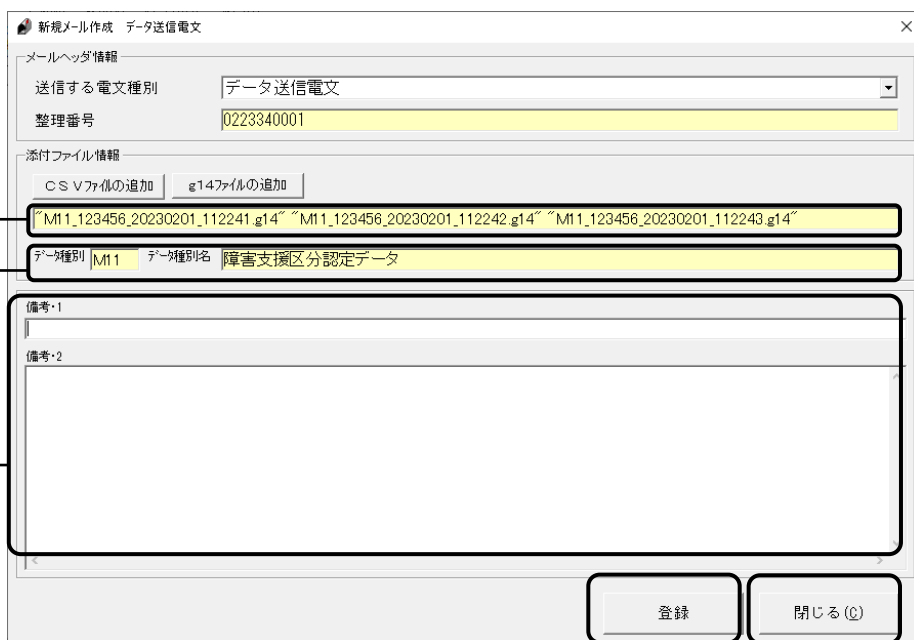 新規メール作成 データ送信電文
メールヘッダ情報
送信する電文種別 データ送信電文
整理番号 0223340001
添付ファイル情報
CSVファイルの追加 g14ファイルの追加
"M11_123456_20230201_112241.g14" "M11_123456_20230201_112242.g14" "M11_123456_20230201_112243.g14"
データ種別 M11 データ種別名 障害支援区分認定データ
備考・1
備考・2
登録 閉じる(C)